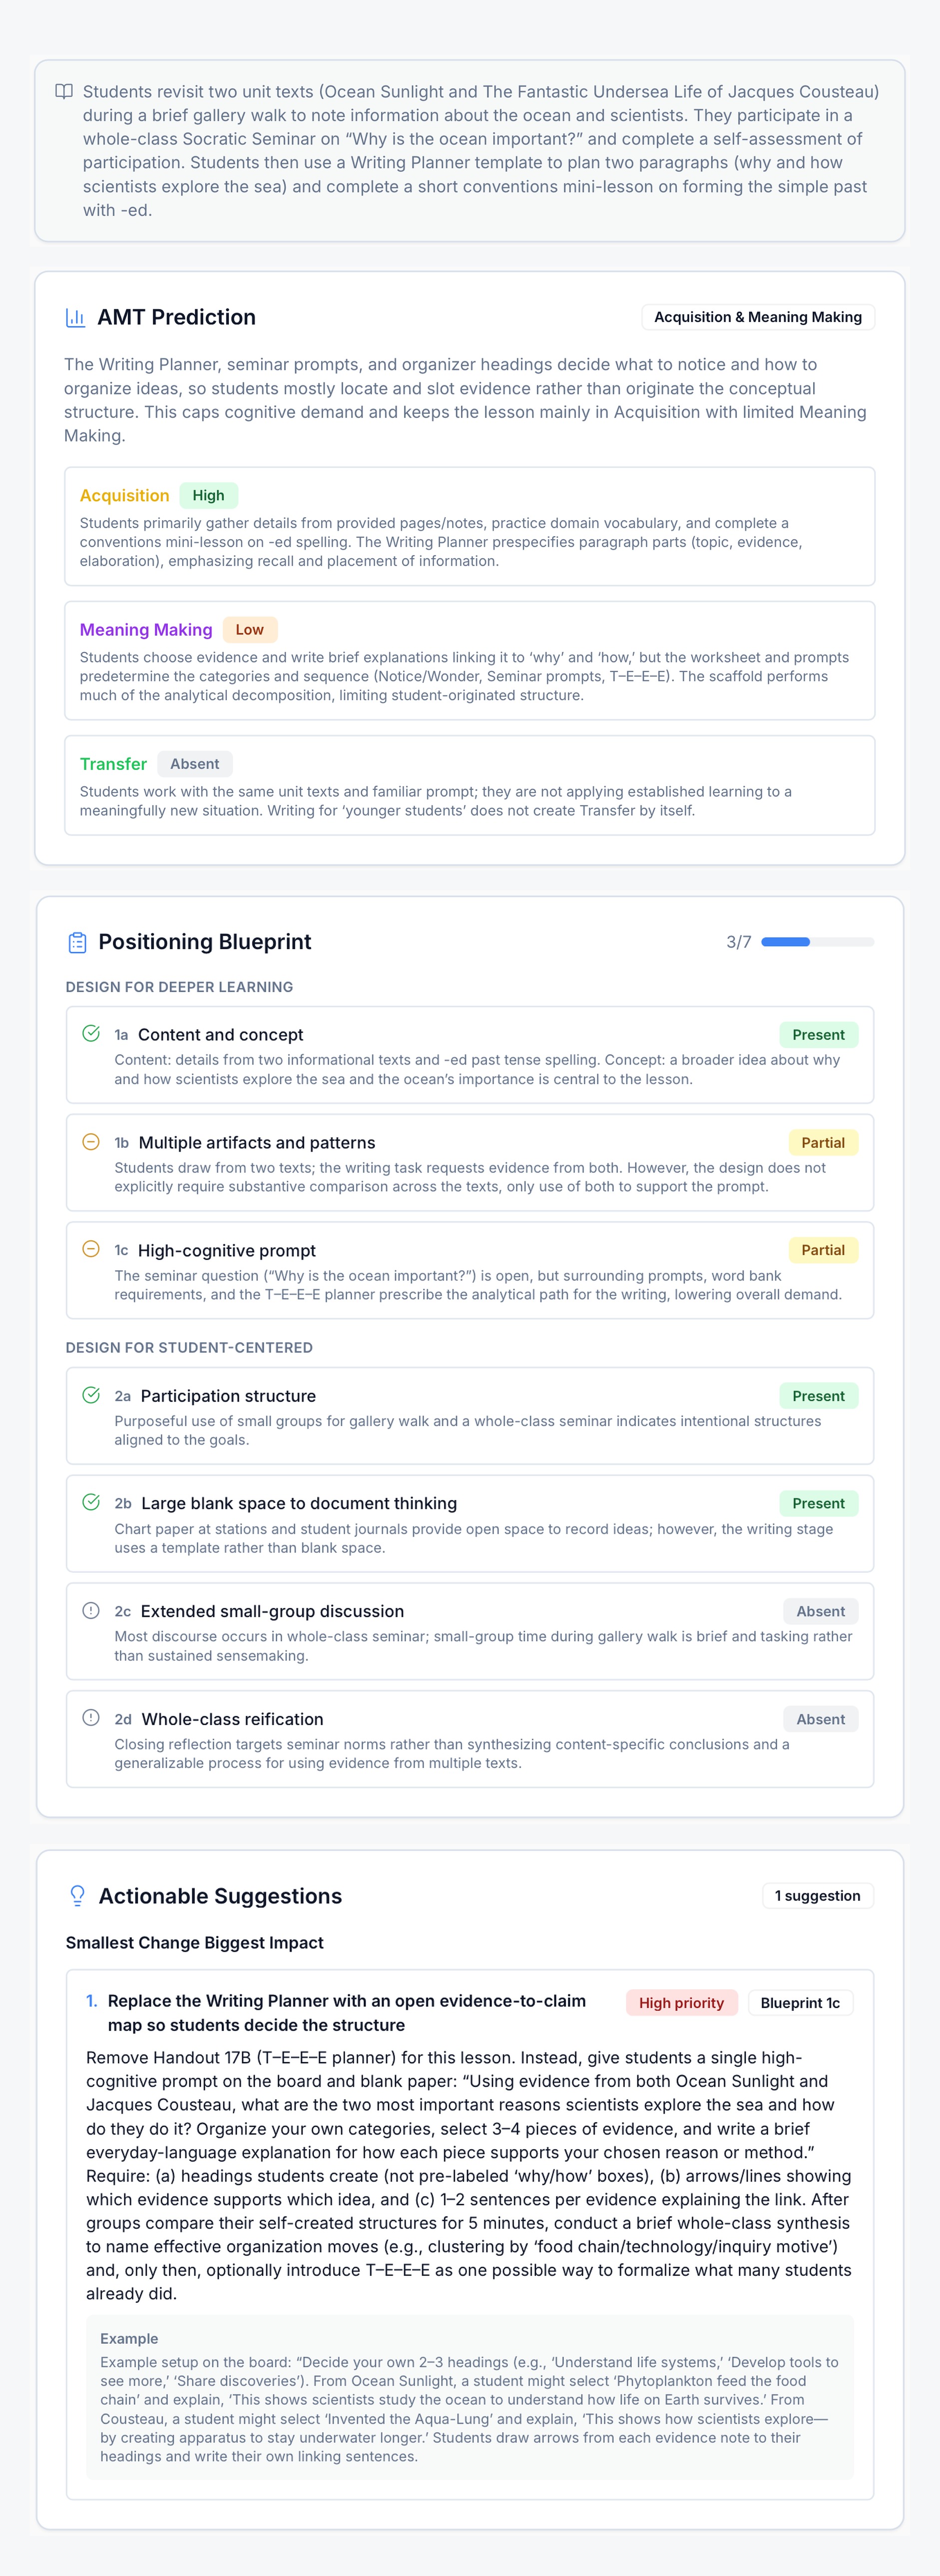 Students revisit two unit texts (Ocean Sunlight and The Fantastic Undersea Life of Jacques Cousteau)
during a brief gallery walk to note information about the ocean and scientists. They participate in a
whole-class Socratic Seminar on “Why is the ocean important?” and complete a self-assessment of
participation. Students then use a Writing Planner template to plan two paragraphs (why and how
scientists explore the sea) and complete a short conventions mini-lesson on forming the simple past
with -ed.
AMT Prediction
Acquisition & Meaning Making
The Writing Planner, seminar prompts, and organizer headings decide what to notice and how to
organize ideas, so students mostly locate and slot evidence rather than originate the conceptual
structure. This caps cognitive demand and keeps the lesson mainly in Acquisition with limited Meaning
Making.
Acquisition High
Students primarily gather details from provided pages/notes, practice domain vocabulary, and complete a
conventions mini-lesson on -ed spelling. The Writing Planner prespecifies paragraph parts (topic, evidence,
elaboration), emphasizing recall and placement of information.
Meaning Making Low
Students choose evidence and write brief explanations linking it to ‘why’ and ‘how,’ but the worksheet and prompts
predetermine the categories and sequence (Notice/Wonder, Seminar prompts, T–E–E–E). The scaffold performs
much of the analytical decomposition, limiting student-originated structure.
Transfer Absent
Students work with the same unit texts and familiar prompt; they are not applying established learning to a
meaningfully new situation. Writing for ‘younger students’ does not create Transfer by itself.
Positioning Blueprint
3/7
DESIGN FOR DEEPER LEARNING
1a Content and concept Present
Content: details from two informational texts and -ed past tense spelling. Concept: a broader idea about why
and how scientists explore the sea and the ocean’s importance is central to the lesson.
1b Multiple artifacts and patterns Partial
Students draw from two texts; the writing task requests evidence from both. However, the design does not
explicitly require substantive comparison across the texts, only use of both to support the prompt.
1c High-cognitive prompt Partial
The seminar question (“Why is the ocean important?”) is open, but surrounding prompts, word bank
requirements, and the T–E–E–E planner prescribe the analytical path for the writing, lowering overall demand.
DESIGN FOR STUDENT-CENTERED
2a Participation structure Present
Purposeful use of small groups for gallery walk and a whole-class seminar indicates intentional structures
aligned to the goals.
2b Large blank space to document thinking Present
Chart paper at stations and student journals provide open space to record ideas; however, the writing stage
uses a template rather than blank space.
2c Extended small-group discussion Absent
Most discourse occurs in whole-class seminar; small-group time during gallery walk is brief and tasking rather
than sustained sensemaking.
2d Whole-class reification Absent
Closing reflection targets seminar norms rather than synthesizing content-specific conclusions and a
generalizable process for using evidence from multiple texts.
Actionable Suggestions
1 suggestion
Smallest Change Biggest Impact
1. Replace the Writing Planner with an open evidence-to-claim
map so students decide the structure
High priority
Blueprint 1c
Remove Handout 17B (T–E–E–E planner) for this lesson. Instead, give students a single high-
cognitive prompt on the board and blank paper: “Using evidence from both Ocean Sunlight and
Jacques Cousteau, what are the two most important reasons scientists explore the sea and how
do they do it? Organize your own categories, select 3–4 pieces of evidence, and write a brief
everyday-language explanation for how each piece supports your chosen reason or method.”
Require: (a) headings students create (not pre-labeled ‘why/how’ boxes), (b) arrows/lines showing
which evidence supports which idea, and (c) 1–2 sentences per evidence explaining the link. After
groups compare their self-created structures for 5 minutes, conduct a brief whole-class synthesis
to name effective organization moves (e.g., clustering by ‘food chain/technology/inquiry motive’)
and, only then, optionally introduce T–E–E–E as one possible way to formalize what many students
already did.
Example
Example setup on the board: “Decide your own 2–3 headings (e.g., ‘Understand life systems,’ ‘Develop tools to
see more,’ ‘Share discoveries’). From Ocean Sunlight, a student might select ‘Phytoplankton feed the food
chain’ and explain, ‘This shows scientists study the ocean to understand how life on Earth survives.’ From
Cousteau, a student might select ‘Invented the Aqua-Lung’ and explain, ‘This shows how scientists explore—
by creating apparatus to stay underwater longer.’ Students draw arrows from each evidence note to their
headings and write their own linking sentences.